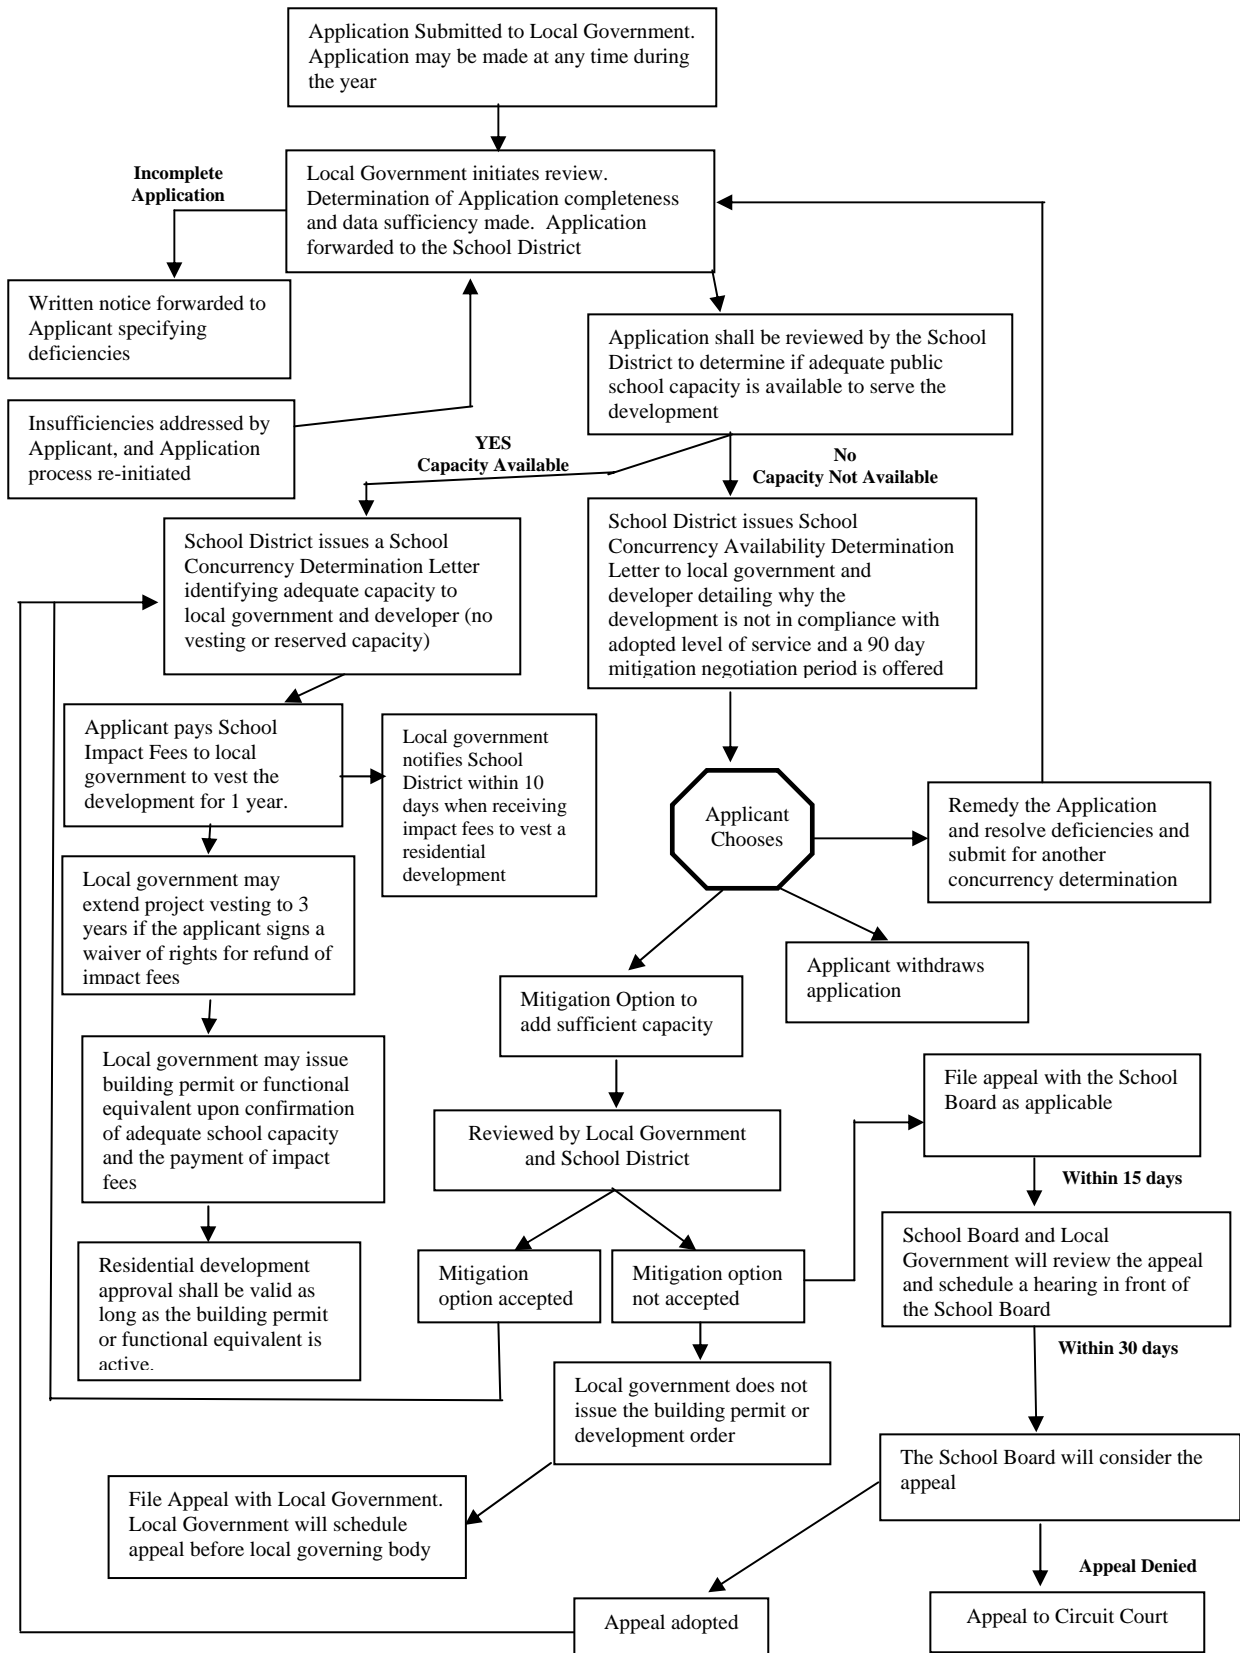 Application Submitted to Local Government.
Application may be made at any time during
the year
Incomplete
Application
Local Government initiates review.
Determination of Application completeness
and data sufficiency made.  Application
forwarded to the School District
Written notice forwarded to
Applicant specifying
deficiencies
Application shall be reviewed by the School
District to determine if adequate public
school capacity is available to serve the
development
Insufficiencies addressed by
Applicant, and Application
process re-initiated
YES
Capacity Available
No
Capacity Not Available
School District issues a School
Concurrency Determination Letter
identifying adequate capacity to
local government and developer (no
vesting or reserved capacity)
School District issues School
Concurrency Availability Determination
Letter to local government and
developer detailing why the
development is not in compliance with
adopted level of service and a 90 day
mitigation negotiation period is offered
Applicant pays School
Impact Fees to local
government to vest the
development for 1 year.
Local government
notifies School
District within 10
days when receiving
impact fees to vest a
residential
development
Applicant
Chooses
Remedy the Application
and resolve deficiencies and
submit for another
concurrency determination
Local government may
extend project vesting to 3
years if the applicant signs a
waiver of rights for refund of
impact fees
Applicant withdraws
application
Mitigation Option to
add sufficient capacity
Local government may issue
building permit or functional
equivalent upon confirmation
of adequate school capacity
and the payment of impact
fees
File appeal with the School
Board as applicable
Reviewed by Local Government
and School District
Within 15 days
School Board and Local
Government will review the appeal
and schedule a hearing in front of
the School Board
Residential development
approval shall be valid as
long as the building permit
or functional equivalent is
active.
Mitigation
option accepted
Mitigation option
not accepted
Within 30 days
Local government does not
issue the building permit or
development order
The School Board will consider the
appeal
File Appeal with Local Government.
Local Government will schedule
appeal before local governing body
Appeal Denied
Appeal adopted
Appeal to Circuit Court